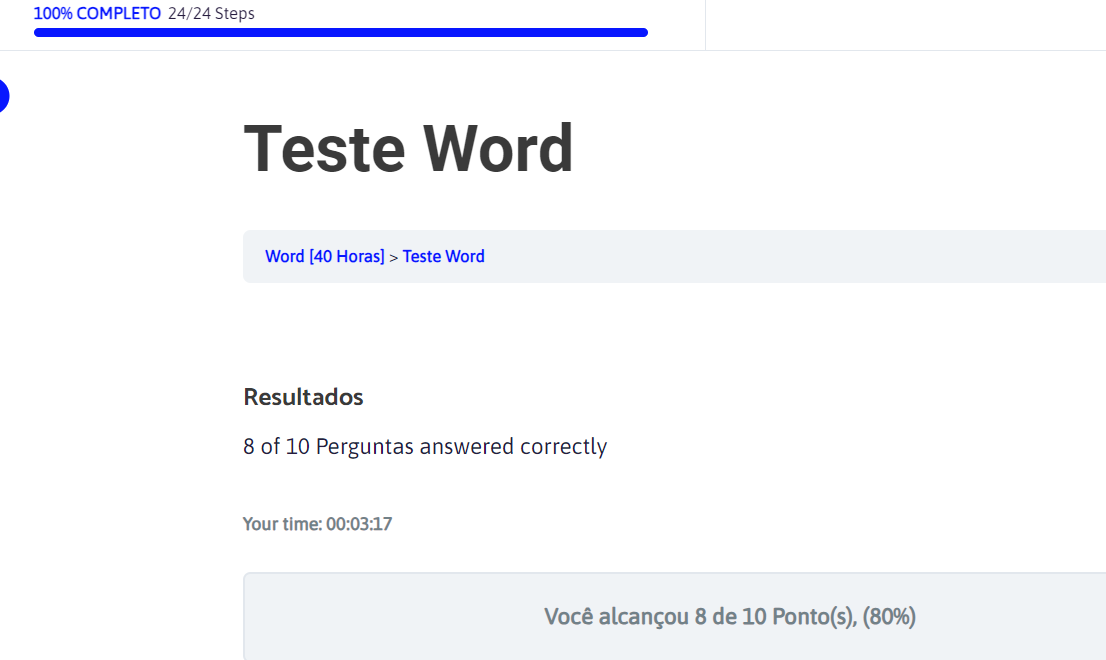 100% COMPLETO 24/24 Steps
Teste Word
Word [40 Horas] > Teste Word
Resultados
8 of 10 Perguntas answered correctly
Your time: 00:03:17
Você alcançou 8 de 10 Ponto(s), (80%)